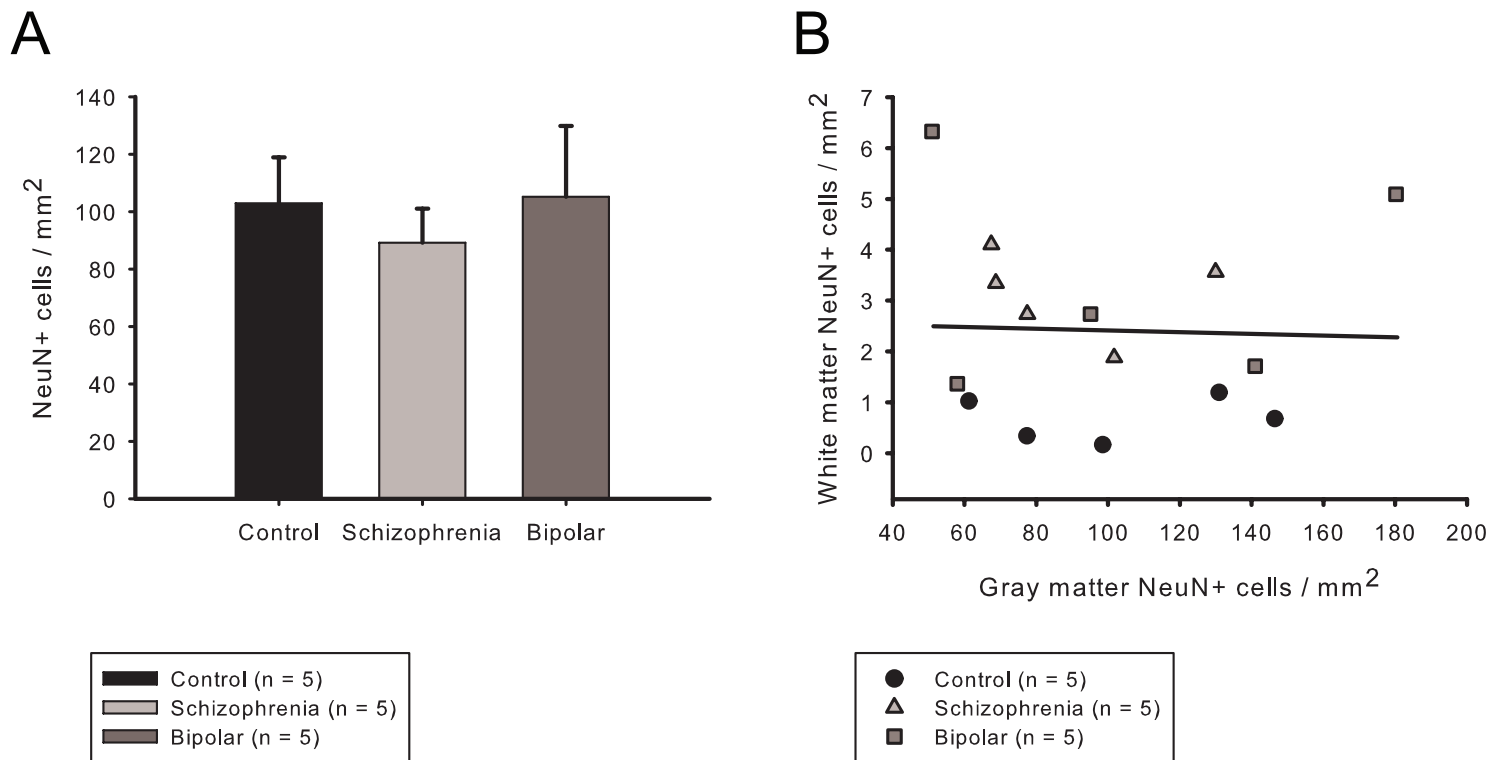 A
NeuN+ cells / mm2
140
120
100
80
60
40
20
0
Control Schizophrenia Bipolar
Control (n = 5)
Schizophrenia (n = 5)
Bipolar (n = 5)
B
White matter NeuN+ cells / mm2
7
6
5
4
3
2
1
0
40 60 80 100 120 140 160 180 200
Gray matter NeuN+ cells / mm2
Control (n = 5)
Schizophrenia (n = 5)
Bipolar (n = 5)